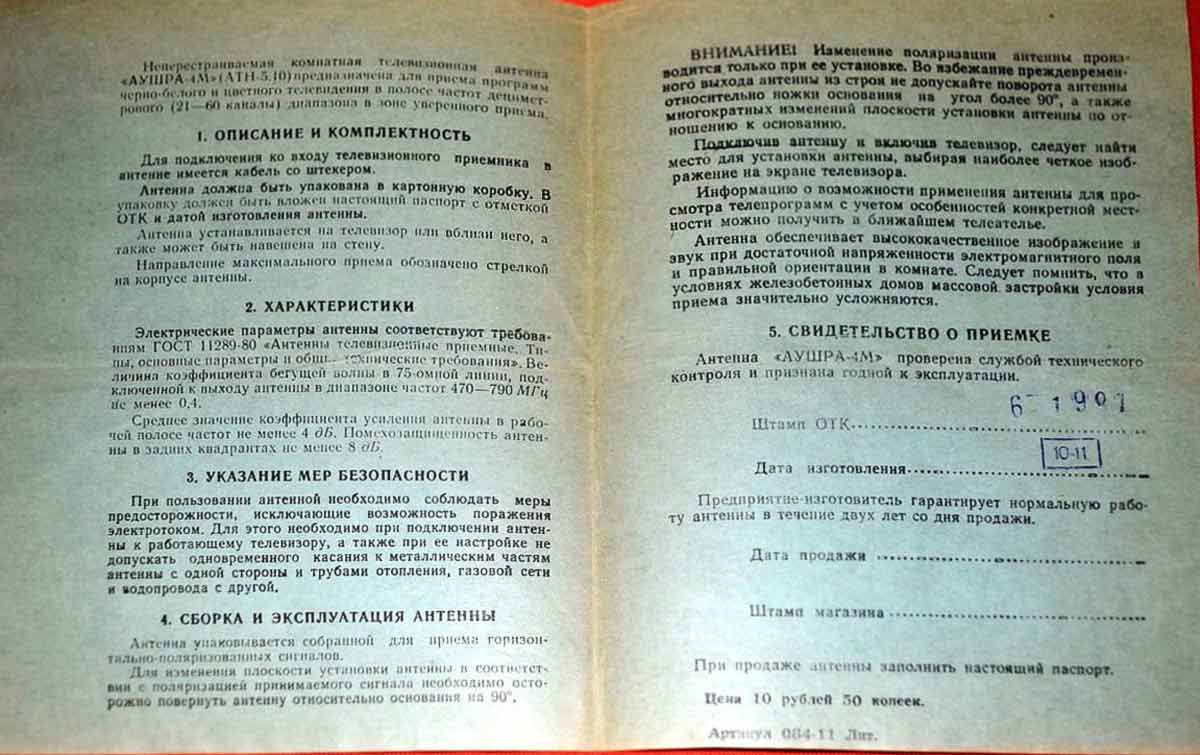 Неперестраиваемая комнатная телевизионная антенна
«АУШРА-4М» (АТН-5.10) предназначена для приема программ
черно-белого и цветного телевидения в полосе частот децимет-
рового (21—60 каналы) диапазона в зоне уверенного приема.
1. ОПИСАНИЕ И КОМПЛЕКТНОСТЬ
Для подключения ко входу телевизионного приемника в
антенне имеется кабель со штекером.
Антенна должна быть упакована в картонную коробку. В
упаковку должен быть вложен настоящий паспорт с отметкой
ОТК и датой изготовления антенны.
Антенна устанавливается на телевизор или вблизи него, а
также может быть навешена на стену.
Направление максимального приема обозначено стрелкой
на корпусе антенны.
2. ХАРАКТЕРИСТИКИ
Электрические параметры антенны соответствуют требова-
ниям ГОСТ 11289-80 «Антенны телевизионные приемные. Ти-
пы, основные параметры и общ.. технические требования». Ве-
личина коэффициента бегущей волны в 75-омной линии, под-
ключенной к выходу антенны в диапазоне частот 470—790 МГц
не менее 0,4.
Среднее значение коэффициента усиления антенны в рабо-
чей полосе частот не менее 4 дБ. Помехозащищенность антен-
ны в задних квадрантах не менее 8 дБ.
3. УКАЗАНИЕ МЕР БЕЗОПАСНОСТИ
При пользовании антенной необходимо соблюдать меры
предосторожности, исключающие возможность поражения
электротоком. Для этого необходимо при подключении антен-
ны к работающему телевизору, а также при ее настройке не
допускать одновременного касания к металлическим частям
антенны с одной стороны и трубами отопления, газовой сети
и водопровода с другой.
4. СБОРКА И ЭКСПЛУАТАЦИЯ АНТЕННЫ
Антенна упаковывается собранной для приема горизон-
тально-поляризованных сигналов.
Для изменения плоскости установки антенны в соответст-
вии с поляризацией принимаемого сигнала необходимо осто-
рожно повернуть антенну относительно основания на 90°.
ВНИМАНИЕ! Изменение поляризации антенны произ-
водится только при ее установке. Во избежание преждевремен-
ного выхода антенны из строя не допускайте поворота антенны
относительно ножки основания на угол более 90°, а также
многократных изменений плоскости установки антенны по от-
ношению к основанию.
Подключив антенну и включив телевизор, следует найти
место для установки антенны, выбирая наиболее четкое изоб-
ражение на экране телевизора.
Информацию о возможности применения антенны для про-
смотра телепрограмм с учетом особенностей конкретной мест-
ности можно получить в ближайшем телеателье.
Антенна обеспечивает высококачественное изображение и
звук при достаточной напряженности электромагнитного поля
и правильной ориентации в комнате. Следует помнить, что в
условиях железобетонных домов массовой застройки условия
приема значительно усложняются.
5. СВИДЕТЕЛЬСТВО О ПРИЕМКЕ
Антенна «АУШРА-4М» проверена службой технического
контроля и признана годной к эксплуатации.
Штамп ОТК
Дата изготовления
10-11
Предприятие-изготовитель гарантирует нормальную рабо-
ту антенны в течение двух лет со дня продажи.
Дата продажи
Штамп магазина
При продаже антенны заполнить настоящий паспорт.
Цена 10 рублей 50 копеек.
Артикул 084-11 Лит.